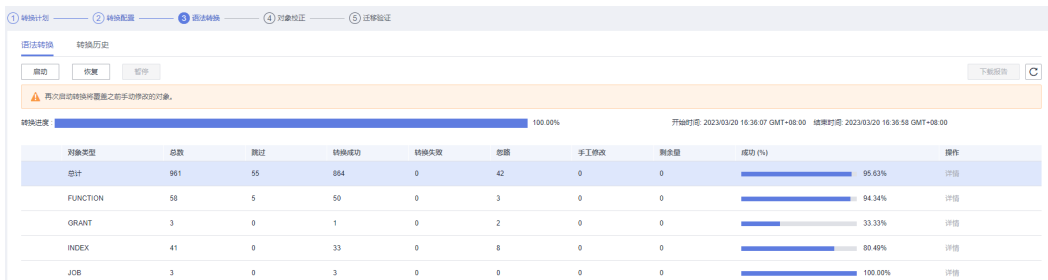 1 转换计划 2 转换配置 3 语法转换 4 对象校正 5 迁移验证
语法转换 转换历史
启动 恢复 暂停 下载报告
再次启动转换将覆盖之前手动修改的对象。
转换进度: 100.00% 开始时间: 2023/03/20 16:36:07 GMT+08:00 结束时间: 2023/03/20 16:36:58 GMT+08:00
对象类型 总数 跳过 转换成功 转换失败 忽略 手工修改 剩余量 成功 (%) 操作
总计 961 55 864 0 42 0 0 95.63% 详情
FUNCTION 58 5 50 0 3 0 0 94.34% 详情
GRANT 3 0 1 0 2 0 0 33.33% 详情
INDEX 41 0 33 0 8 0 0 80.49% 详情
JOB 3 0 3 0 0 0 0 100.00% 详情